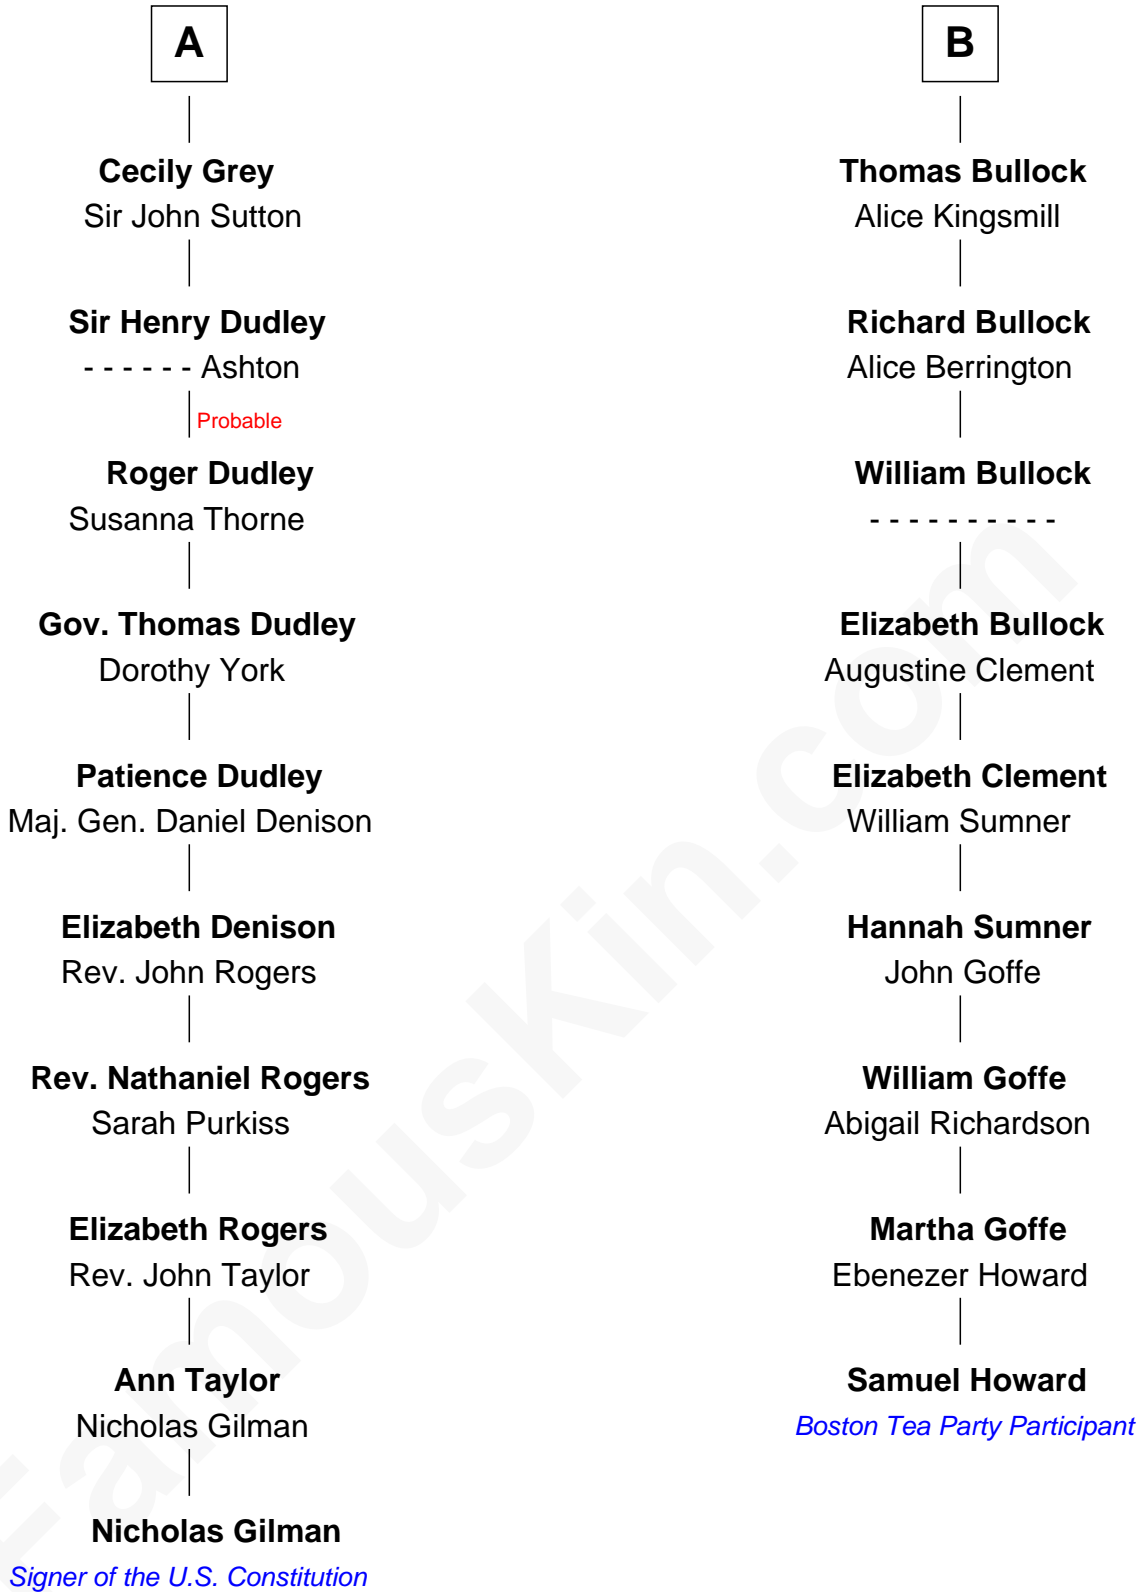 A
Cecily Grey
Sir John Sutton
Sir Henry Dudley
- - - - - - Ashton
Probable
Roger Dudley
Susanna Thorne
Gov. Thomas Dudley
Dorothy York
Patience Dudley
Maj. Gen. Daniel Denison
Elizabeth Denison
Rev. John Rogers
Rev. Nathaniel Rogers
Sarah Purkiss
Elizabeth Rogers
Rev. John Taylor
Ann Taylor
Nicholas Gilman
Nicholas Gilman
Signer of the U.S. Constitution
B
Thomas Bullock
Alice Kingsmill
Richard Bullock
Alice Berrington
William Bullock
- - - - - - - - - -
Elizabeth Bullock
Augustine Clement
Elizabeth Clement
William Sumner
Hannah Sumner
John Goffe
William Goffe
Abigail Richardson
Martha Goffe
Ebenezer Howard
Samuel Howard
Boston Tea Party Participant
FamousKin.com